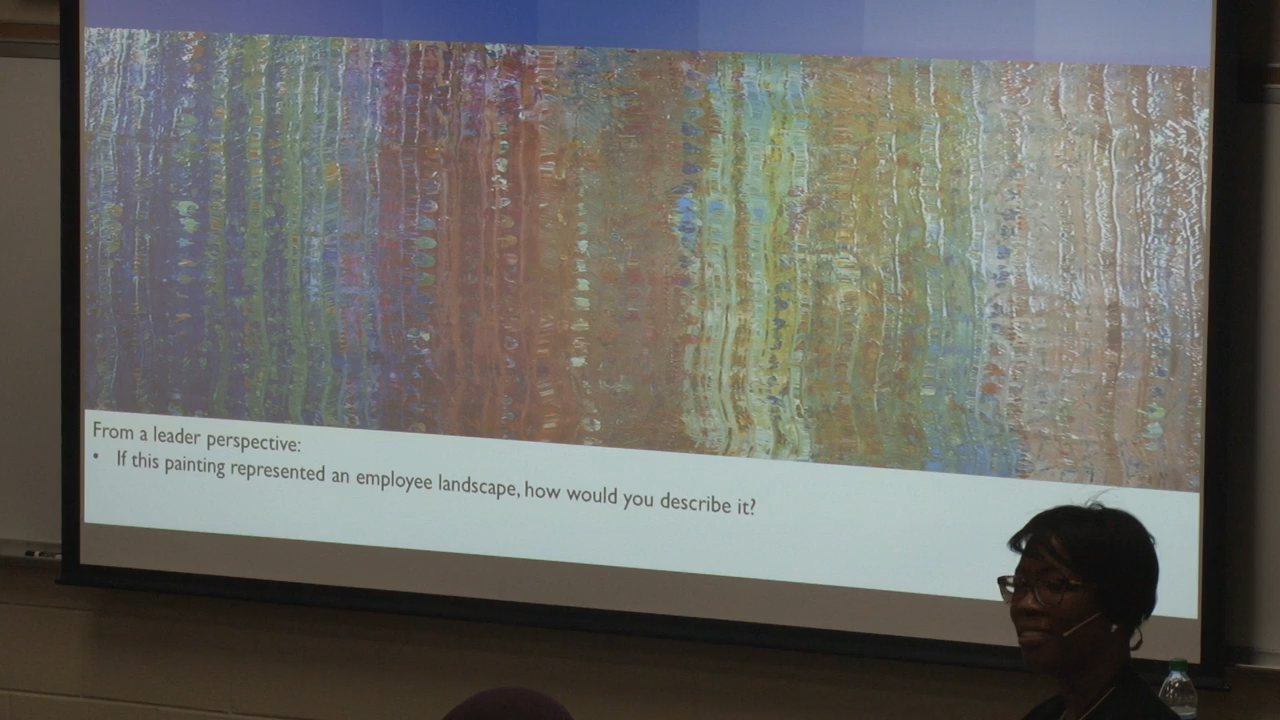 From a leader perspective:
• If this painting represented an employee landscape, how would you describe it?